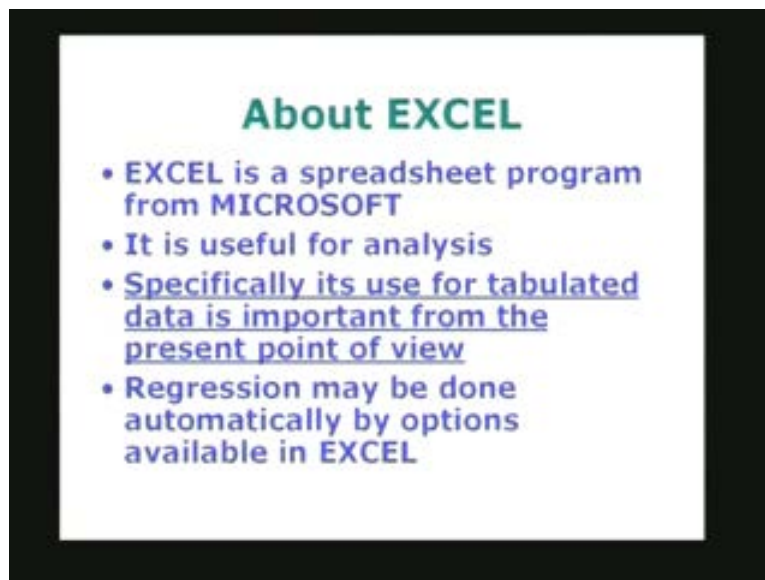 About EXCEL
• EXCEL is a spreadsheet program
from MICROSOFT
• It is useful for analysis
• Specifically its use for tabulated
data is important from the
present point of view
• Regression may be done
automatically by options
available in EXCEL